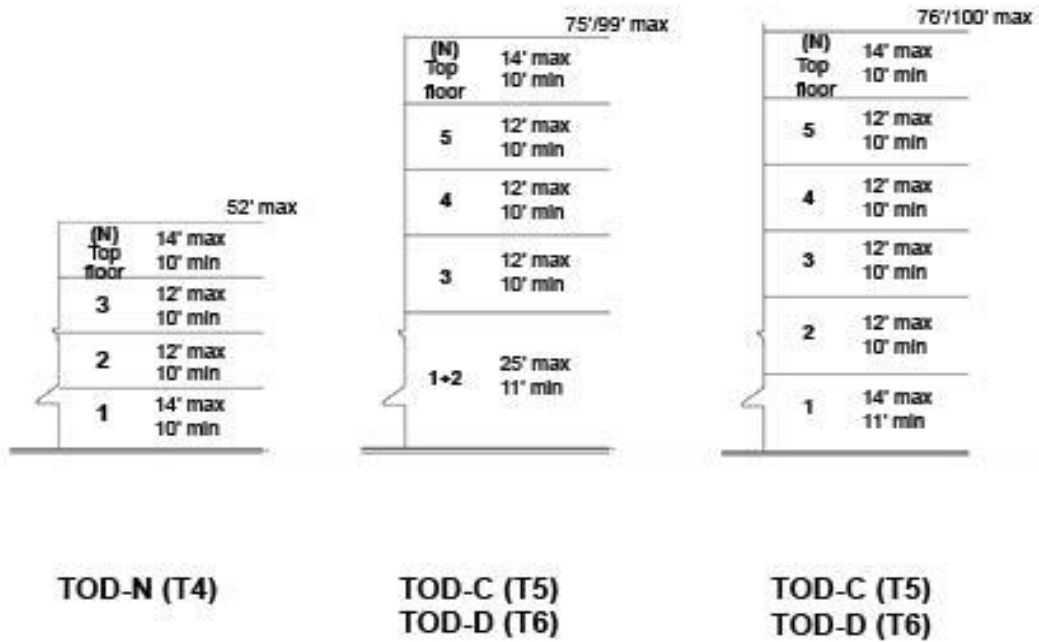 52' max
(N)
Top
floor
14' max
10' min
3
12' max
10' min
2
12' max
10' min
1
14' max
10' min
TOD-N (T4)
75'/99' max
(N)
Top
floor
14' max
10' min
5
12' max
10' min
4
12' max
10' min
3
12' max
10' min
1+2
25' max
11' min
TOD-C (T5)
TOD-D (T6)
76'/100' max
(N)
Top
floor
14' max
10' min
5
12' max
10' min
4
12' max
10' min
3
12' max
10' min
2
12' max
10' min
1
14' max
11' min
TOD-C (T5)
TOD-D (T6)